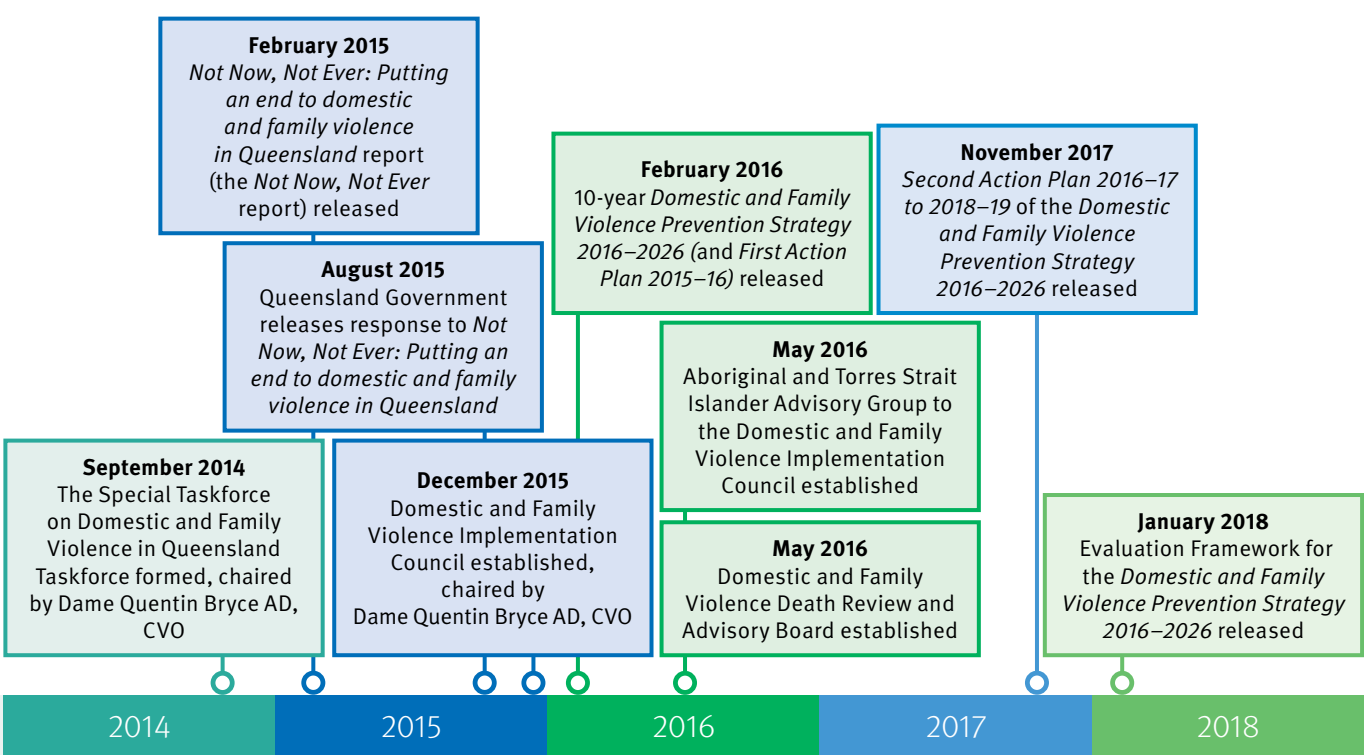 February 2015
Not Now, Not Ever: Putting
an end to domestic
and family violence
in Queensland report
(the Not Now, Not Ever
report) released
August 2015
Queensland Government
releases response to Not
Now, Not Ever: Putting an
end to domestic and family
violence in Queensland
September 2014
The Special Taskforce
on Domestic and Family
Violence in Queensland
Taskforce formed, chaired
by Dame Quentin Bryce AD,
CVO
December 2015
Domestic and Family
Violence Implementation
Council established,
chaired by
Dame Quentin Bryce AD, CVO
February 2016
10-year Domestic and Family
Violence Prevention Strategy
2016–2026 (and First Action
Plan 2015–16) released
May 2016
Aboriginal and Torres Strait
Islander Advisory Group to
the Domestic and Family
Violence Implementation
Council established
May 2016
Domestic and Family
Violence Death Review and
Advisory Board established
November 2017
Second Action Plan 2016–17
to 2018–19 of the Domestic
and Family Violence
Prevention Strategy
2016–2026 released
January 2018
Evaluation Framework for
the Domestic and Family
Violence Prevention Strategy
2016–2026 released
2014
2015
2016
2017
2018